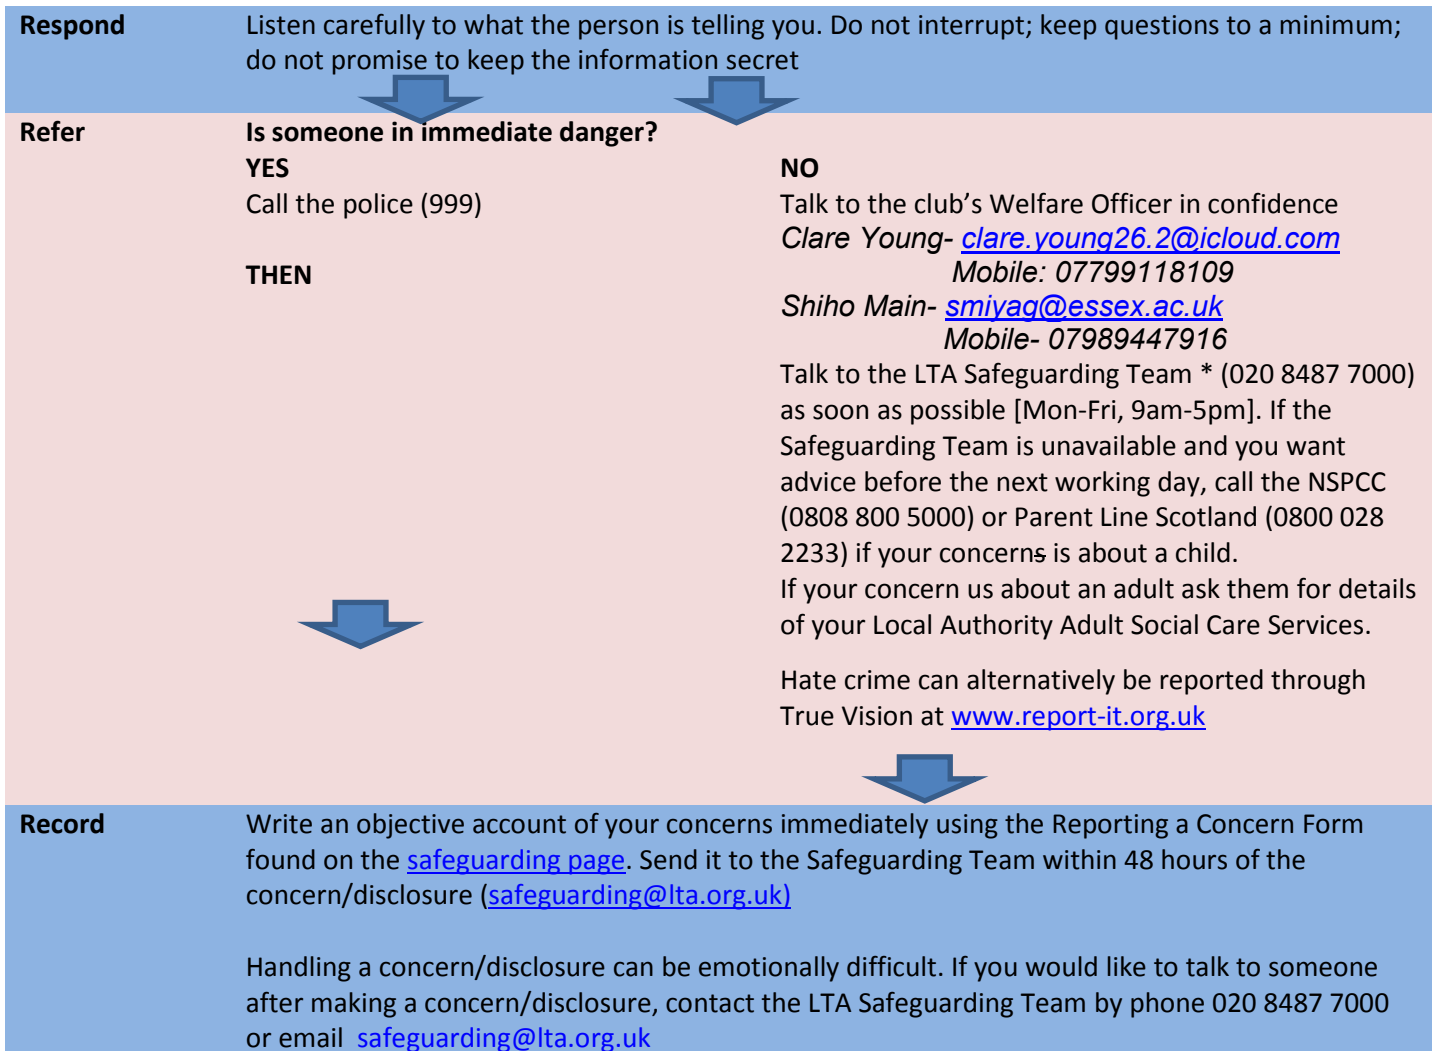 Respond Listen carefully to what the person is telling you. Do not interrupt; keep questions to a minimum;
do not promise to keep the information secret
Refer Is someone in immediate danger?
YES
Call the police (999)
THEN
NO
Talk to the club’s Welfare Officer in confidence
Clare Young- clare.young26.2@icloud.com
Mobile: 07799118109
Shiho Main- smiyag@essex.ac.uk
Mobile- 07989447916
Talk to the LTA Safeguarding Team * (020 8487 7000)
as soon as possible [Mon-Fri, 9am-5pm]. If the
Safeguarding Team is unavailable and you want
advice before the next working day, call the NSPCC
(0808 800 5000) or Parent Line Scotland (0800 028
2233) if your concerns is about a child.
If your concern us about an adult ask them for details
of your Local Authority Adult Social Care Services.
Hate crime can alternatively be reported through
True Vision at www.report-it.org.uk
Record Write an objective account of your concerns immediately using the Reporting a Concern Form
found on the safeguarding page. Send it to the Safeguarding Team within 48 hours of the
concern/disclosure (safeguarding@lta.org.uk)
Handling a concern/disclosure can be emotionally difficult. If you would like to talk to someone
after making a concern/disclosure, contact the LTA Safeguarding Team by phone 020 8487 7000
or email safeguarding@lta.org.uk